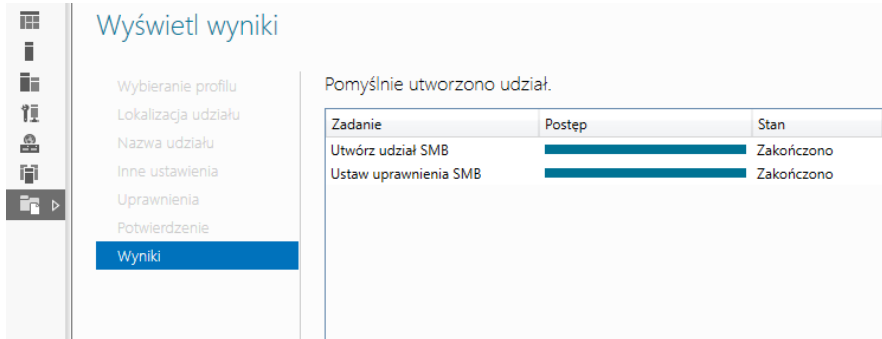 Wyświetl wyniki
Wybieranie profilu
Lokalizacja udziału
Nazwa udziału
Inne ustawienia
Uprawnienia
Potwierdzenie
Wyniki
Pomyślnie utworzono udział.
Zadanie Postęp Stan
Utwórz udział SMB Zakończono
Ustaw uprawnienia SMB Zakończono